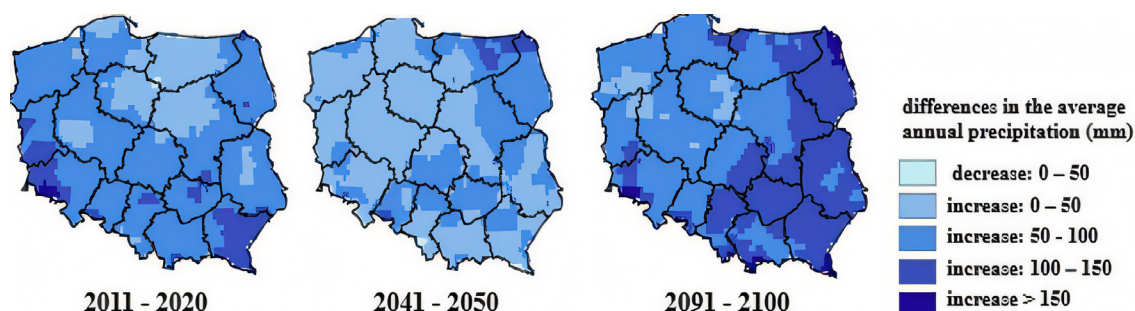 differences in the average
annual precipitation (mm)
decrease: 0 – 50
increase: 0 – 50
increase: 50 - 100
increase: 100 – 150
increase > 150
2011 - 2020
2041 - 2050
2091 - 2100